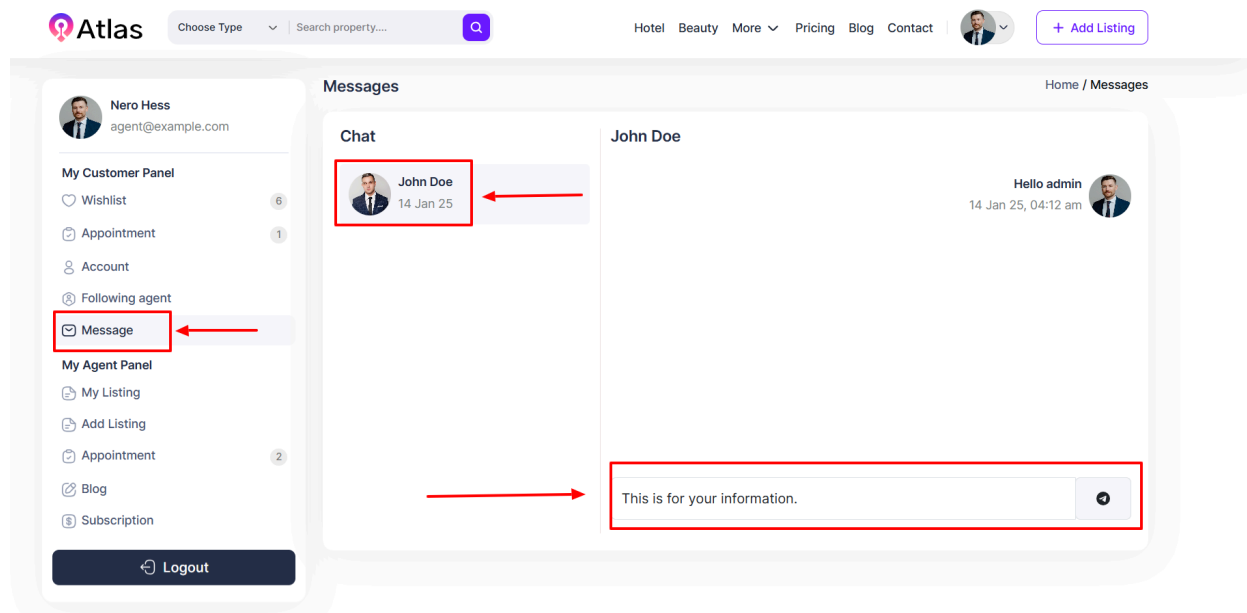 Atlas
Choose Type
Search property....
Hotel Beauty More Pricing Blog Contact
+ Add Listing
Nero Hess
agent@example.com
My Customer Panel
Wishlist 6
Appointment 1
Account
Following agent
Message
My Agent Panel
My Listing
Add Listing
Appointment 2
Blog
Subscription
Logout
Messages
Home / Messages
Chat
John Doe
14 Jan 25
John Doe
Hello admin
14 Jan 25, 04:12 am
This is for your information.